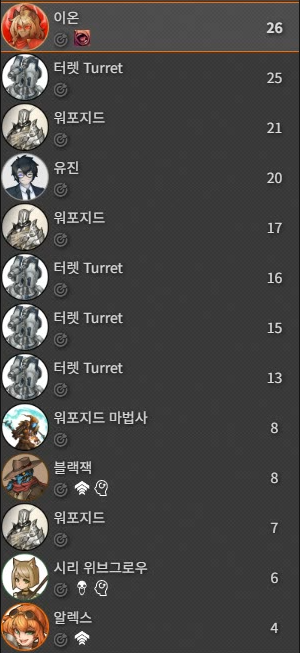 이온 26
터렛 Turret 25
워포지드 21
유진 20
워포지드 17
터렛 Turret 16
터렛 Turret 15
터렛 Turret 13
워포지드 마법사 8
블랙잭 8
워포지드 7
시리 위브그로우 6
알렉스 4